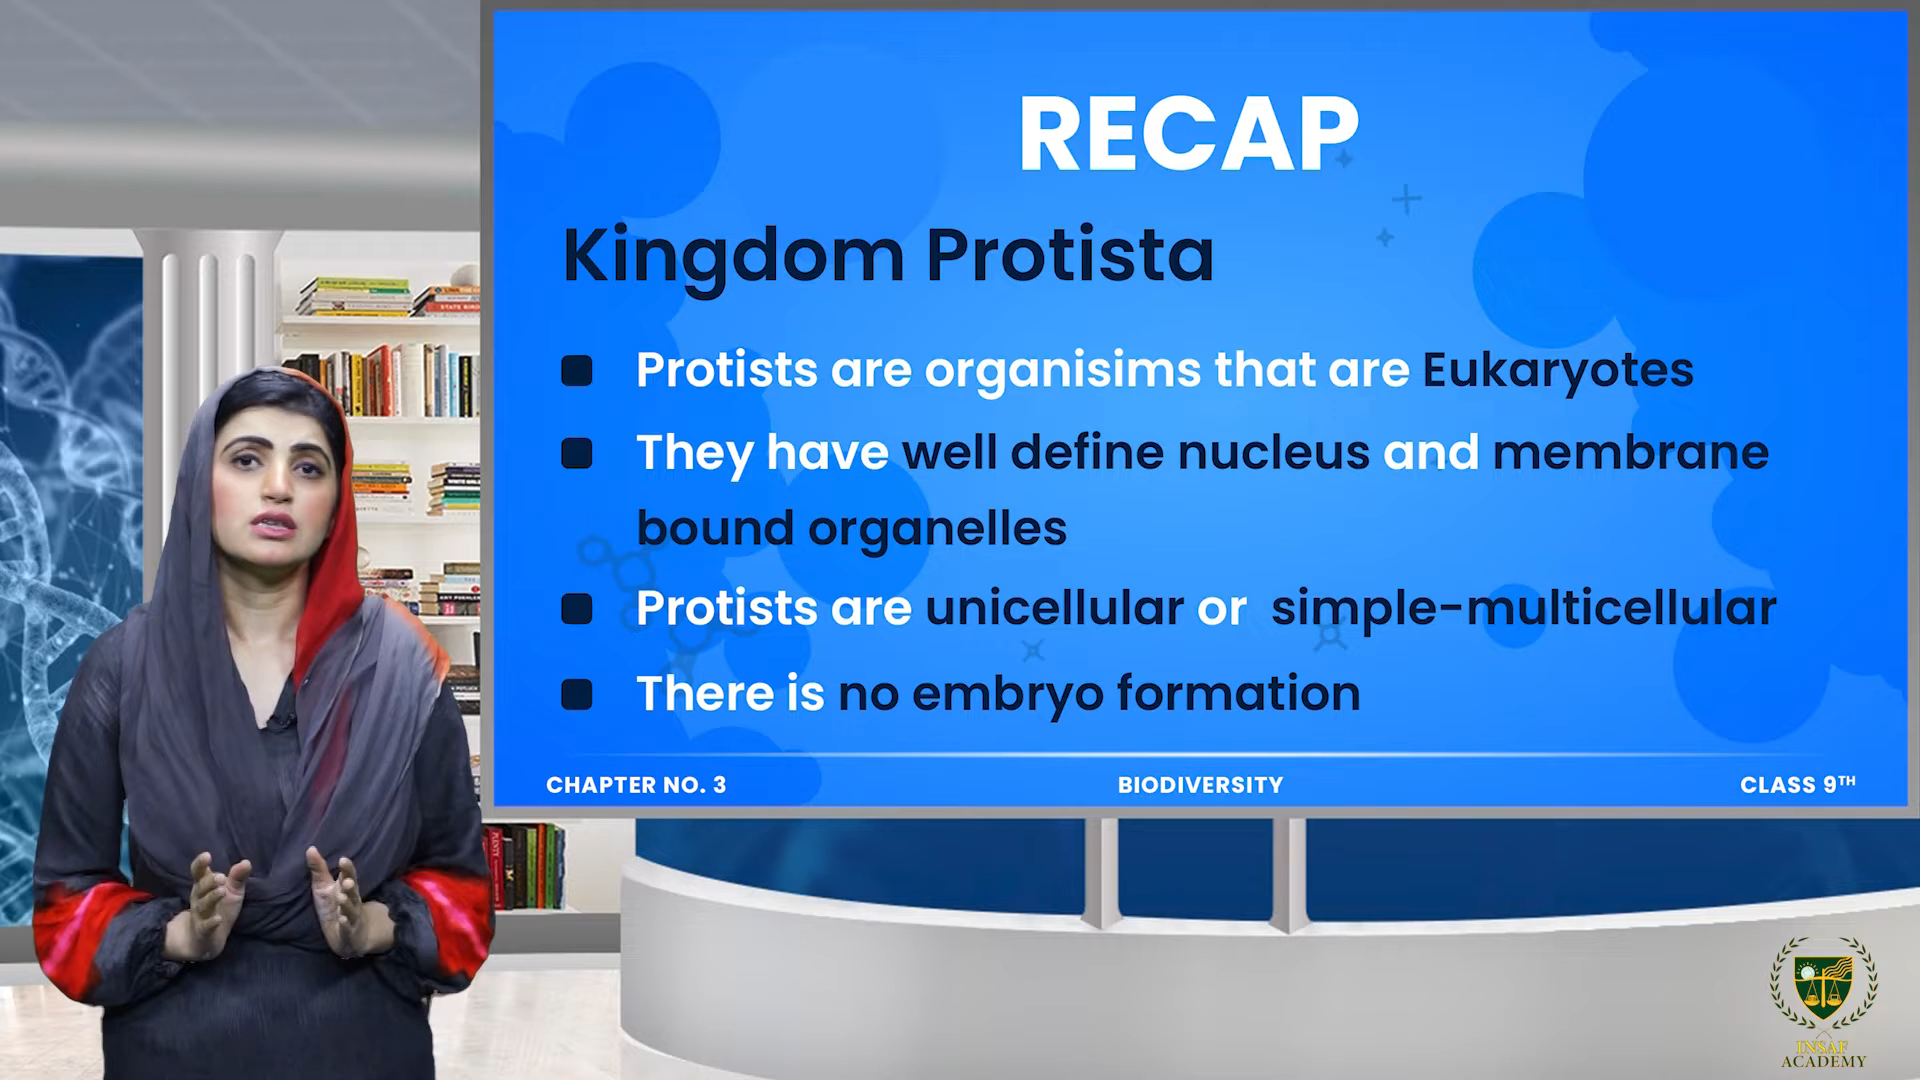 RECAP
Kingdom Protista
Protists are organisims that are Eukaryotes
They have well define nucleus and membrane
bound organelles
Protists are unicellular or simple-multicellular
There is no embryo formation
CHAPTER NO. 3
BIODIVERSITY
CLASS 9TH
INSAF
ACADEMY